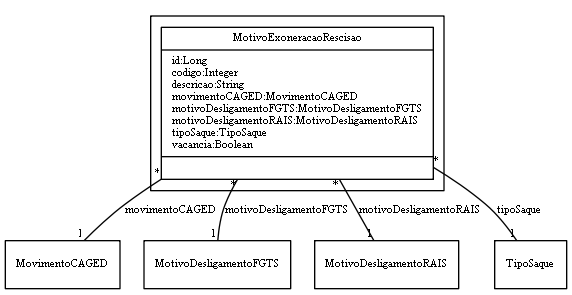 MotivoExoneracaoRescisao
id:Long
codigo:Integer
descricao:String
movimentoCAGED:MovimentoCAGED
motivoDesligamentoFGTS:MotivoDesligamentoFGTS
motivoDesligamentoRAIS:MotivoDesligamentoRAIS
tipoSaque:TipoSaque
vacancia:Boolean
* * * *
movimentoCAGED motivoDesligamentoFGTS motivoDesligamentoRAIS tipoSaque
1 1 1 1
MovimentoCAGED MotivoDesligamentoFGTS MotivoDesligamentoRAIS TipoSaque